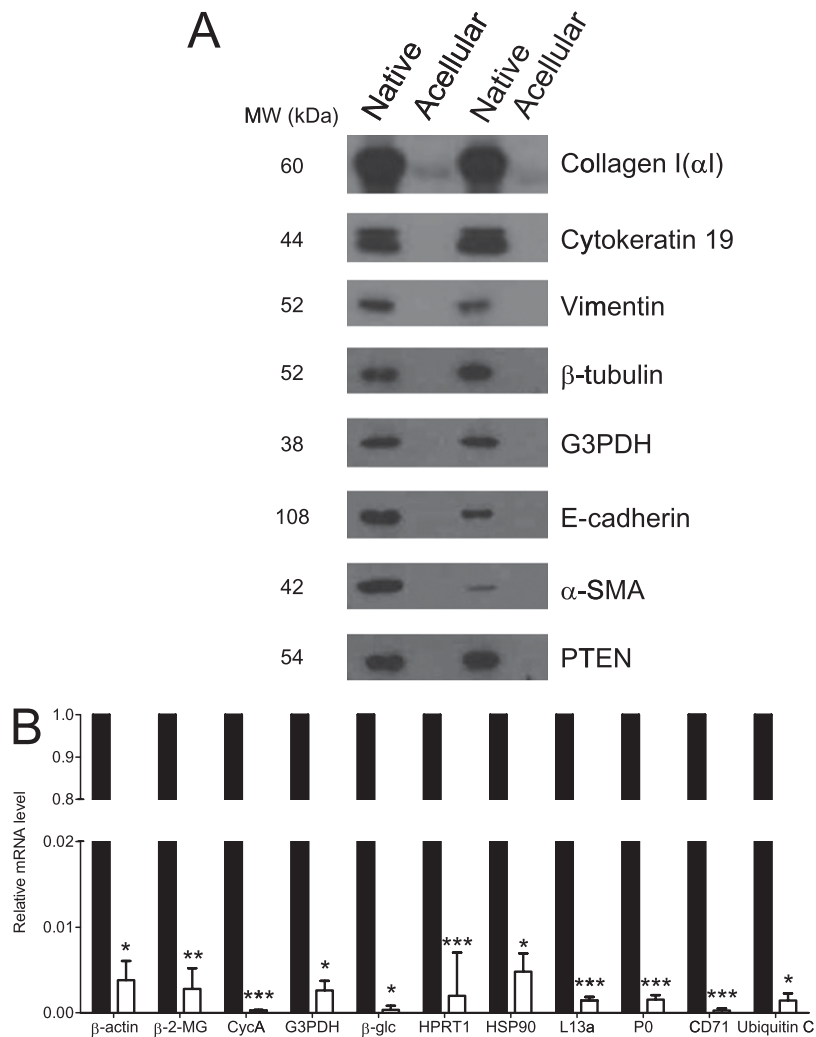 A
Native Acellular Native Acellular
MW (kDa)
60 Collagen I(αI)
44 Cytokeratin 19
52 Vimentin
52 β-tubulin
38 G3PDH
108 E-cadherin
42 α-SMA
54 PTEN
B
Relative mRNA level
1.0
0.9
0.8
0.02
0.01
0.00
* ** *** * * *** * *** *** *** *
β-actin β-2-MG CycA G3PDH β-glc HPRT1 HSP90 L13a P0 CD71 Ubiquitin C